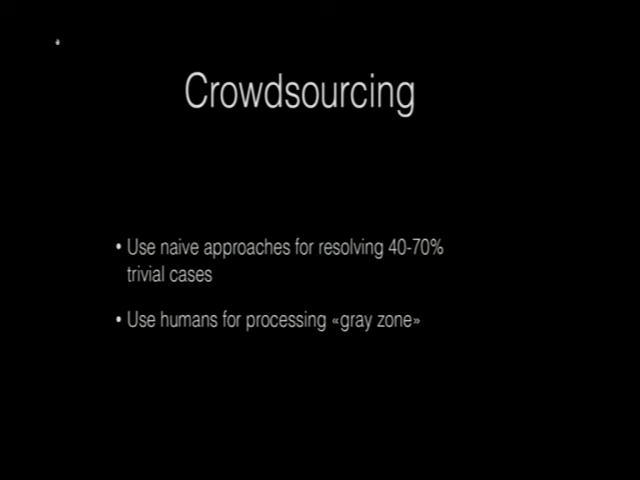 Crowdsourcing
• Use naive approaches for resolving 40-70%
trivial cases
• Use humans for processing «gray zone»